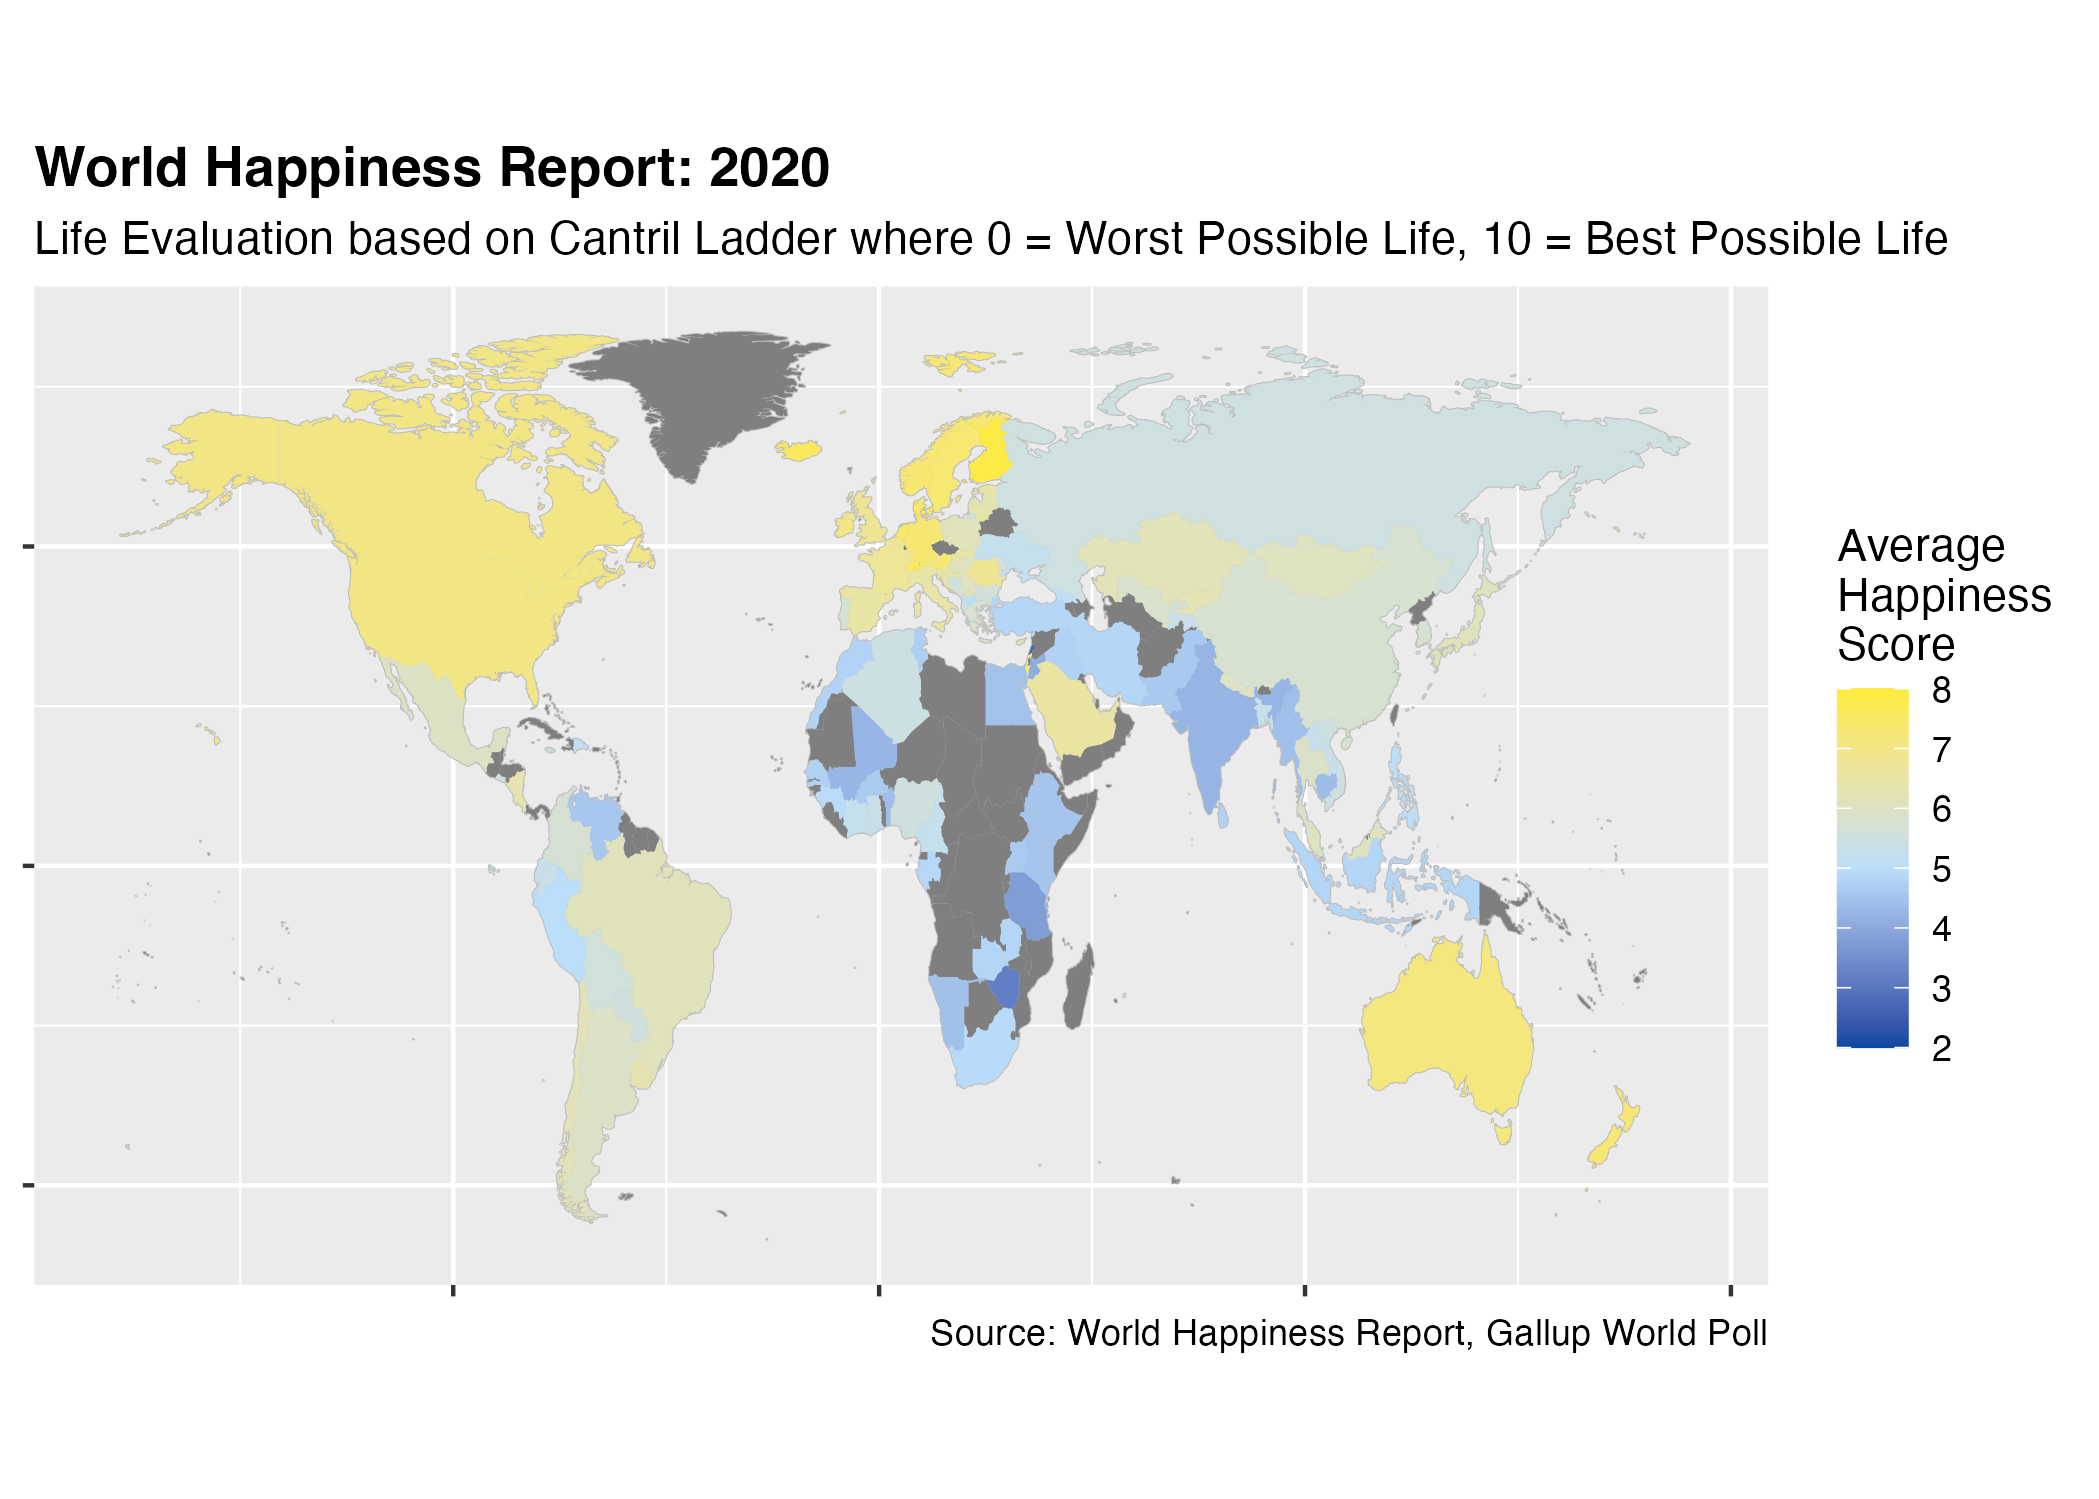 World Happiness Report: 2020
Life Evaluation based on Cantril Ladder where 0 = Worst Possible Life, 10 = Best Possible Life
Average
Happiness
Score
8
7
6
5
4
3
2
Source: World Happiness Report, Gallup World Poll